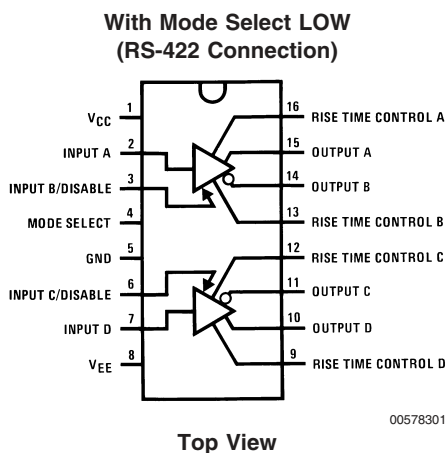 With Mode Select LOW
(RS-422 Connection)
1
VCC
16
RISE TIME CONTROL A
2
INPUT A
15
OUTPUT A
3
INPUT B/DISABLE
14
OUTPUT B
4
MODE SELECT
13
RISE TIME CONTROL B
5
GND
12
RISE TIME CONTROL C
6
INPUT C/DISABLE
11
OUTPUT C
7
INPUT D
10
OUTPUT D
8
VEE
9
RISE TIME CONTROL D
00578301
Top View